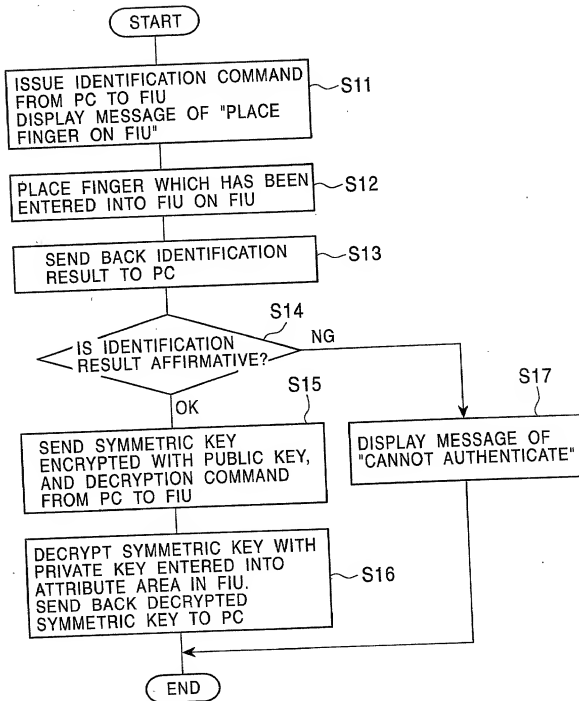 START
ISSUE IDENTIFICATION COMMAND
FROM PC TO FIU
DISPLAY MESSAGE OF "PLACE
FINGER ON FIU"
S11
PLACE FINGER WHICH HAS BEEN
ENTERED INTO FIU ON FIU
S12
SEND BACK IDENTIFICATION
RESULT TO PC
S13
S14
IS IDENTIFICATION
RESULT AFFIRMATIVE?
NG
OK
S15
SEND SYMMETRIC KEY
ENCRYPTED WITH PUBLIC KEY,
AND DECRYPTION COMMAND
FROM PC TO FIU
S17
DISPLAY MESSAGE OF
"CANNOT AUTHENTICATE"
DECRYPT SYMMETRIC KEY WITH
PRIVATE KEY ENTERED INTO
ATTRIBUTE AREA IN FIU.
SEND BACK DECRYPTED
SYMMETRIC KEY TO PC
S16
END